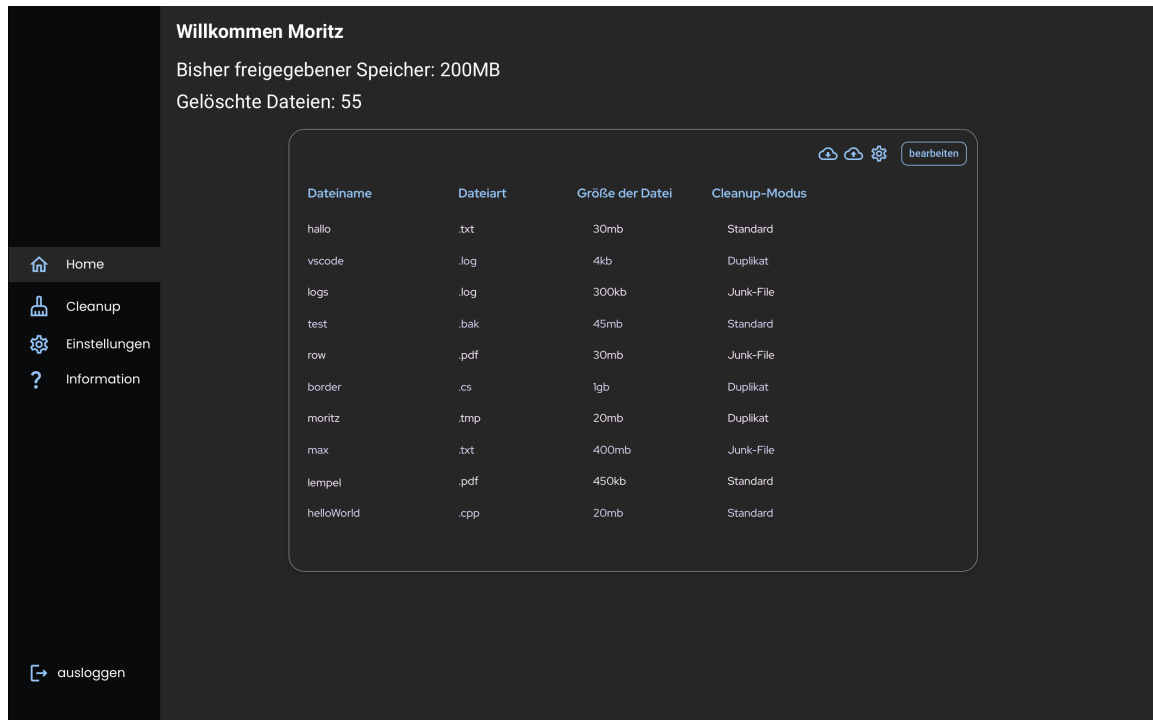 Willkommen Moritz
Bisher freigegebener Speicher: 200MB
Gelöschte Dateien: 55
bearbeiten
Dateiname Dateiart Größe der Datei Cleanup-Modus
hallo .txt 30mb Standard
vscode .log 4kb Duplikat
logs .log 300kb Junk-File
test .bak 45mb Standard
row .pdf 30mb Junk-File
border .cs 1gb Duplikat
moritz .tmp 20mb Duplikat
max .txt 400mb Junk-File
lempel .pdf 450kb Standard
helloWorld .cpp 20mb Standard
Home
Cleanup
Einstellungen
? Information
ausloggen